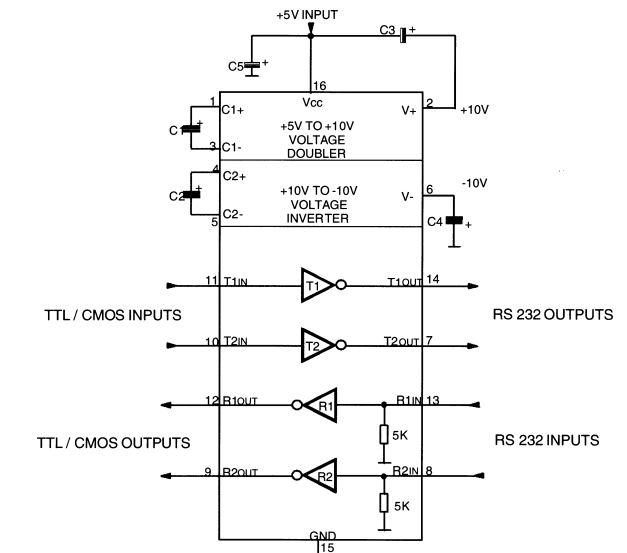 +5V INPUT
C3 +
C5 +
16
Vcc
1 C1+ V+ 2 +10V
C1 +
+5V TO +10V
VOLTAGE
DOUBLER
3 C1-
4 C2+
C2 +
+10V TO -10V
VOLTAGE
INVERTER
V- 6 -10V
5 C2-
C4 +
11 T1IN T1 T1OUT 14
TTL / CMOS INPUTS
RS 232 OUTPUTS
10 T2IN T2 T2OUT 7
12 R1OUT R1 R1IN 13
5K
TTL / CMOS OUTPUTS
RS 232 INPUTS
9 R2OUT R2 R2IN 8
5K
GND
15